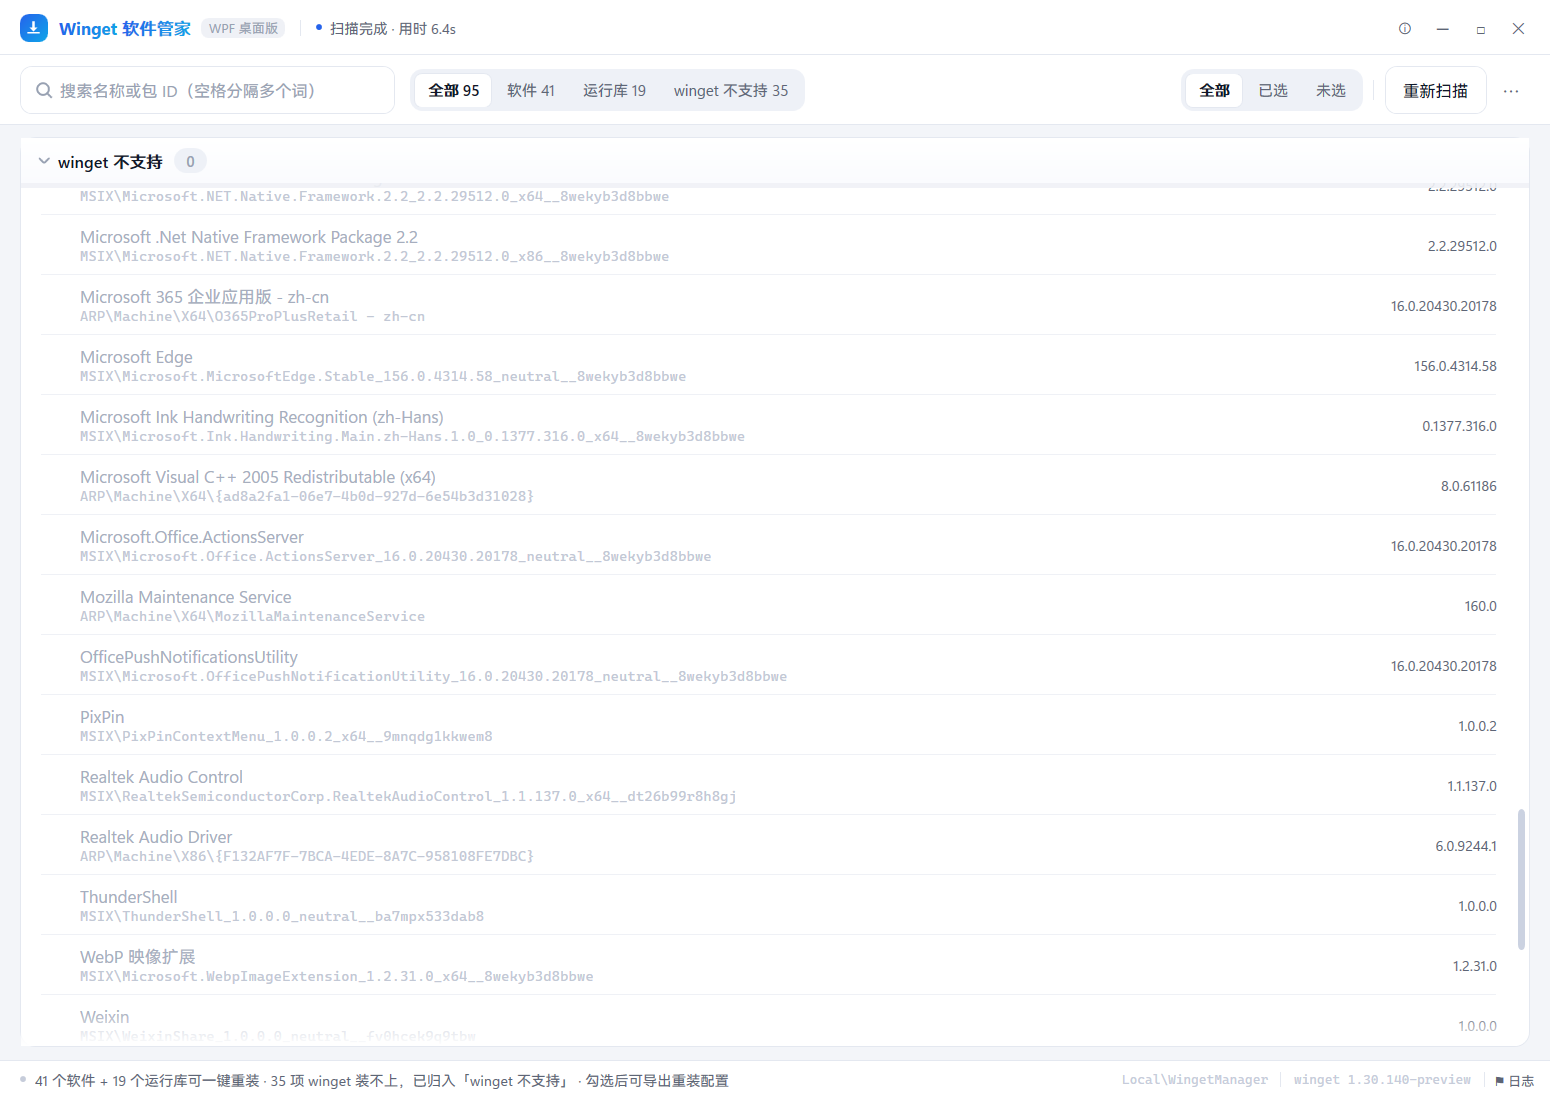 Winget 软件管家
WPF 桌面版
扫描完成 · 用时 6.4s
搜索名称或包 ID（空格分隔多个词）
全部 95
软件 41
运行库 19
winget 不支持 35
全部
已选
未选
重新扫描
···
winget 不支持 0
MSIX\Microsoft.NET.Native.Framework.2.2_2.2.29512.0_x64__8wekyb3d8bbwe
2.2.29512.0
Microsoft .Net Native Framework Package 2.2
MSIX\Microsoft.NET.Native.Framework.2.2_2.2.29512.0_x86__8wekyb3d8bbwe
2.2.29512.0
Microsoft 365 企业应用版 - zh-cn
ARP\Machine\X64\O365ProPlusRetail - zh-cn
16.0.20430.20178
Microsoft Edge
MSIX\Microsoft.MicrosoftEdge.Stable_156.0.4314.58_neutral__8wekyb3d8bbwe
156.0.4314.58
Microsoft Ink Handwriting Recognition (zh-Hans)
MSIX\Microsoft.Ink.Handwriting.Main.zh-Hans.1.0_0.1377.316.0_x64__8wekyb3d8bbwe
0.1377.316.0
Microsoft Visual C++ 2005 Redistributable (x64)
ARP\Machine\X64\{ad8a2fa1-06e7-4b0d-927d-6e54b3d31028}
8.0.61186
Microsoft.Office.ActionsServer
MSIX\Microsoft.Office.ActionsServer_16.0.20430.20178_neutral__8wekyb3d8bbwe
16.0.20430.20178
Mozilla Maintenance Service
ARP\Machine\X64\MozillaMaintenanceService
160.0
OfficePushNotificationsUtility
MSIX\Microsoft.OfficePushNotificationUtility_16.0.20430.20178_neutral__8wekyb3d8bbwe
16.0.20430.20178
PixPin
MSIX\PixPinContextMenu_1.0.0.2_x64__9mnqdg1kkwem8
1.0.0.2
Realtek Audio Control
MSIX\RealtekSemiconductorCorp.RealtekAudioControl_1.1.137.0_x64__dt26b99r8h8gj
1.1.137.0
Realtek Audio Driver
ARP\Machine\X86\{F132AF7F-7BCA-4EDE-8A7C-958108FE7DBC}
6.0.9244.1
ThunderShell
MSIX\ThunderShell_1.0.0.0_neutral__ba7mpx533dab8
1.0.0.0
WebP 映像扩展
MSIX\Microsoft.WebpImageExtension_1.2.31.0_x64__8wekyb3d8bbwe
1.2.31.0
Weixin
MSIX\WeixinShare_1.0.0.0_neutral__fv0hcek9q9tbw
1.0.0.0
41 个软件 + 19 个运行库可一键重装 · 35 项 winget 装不上，已归入「winget 不支持」 · 勾选后可导出重装配置
Local\WingetManager
winget 1.30.140-preview
日志